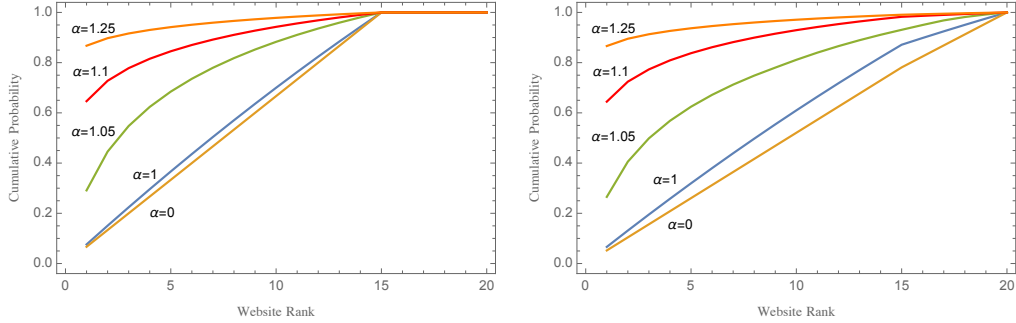 Cumulative Probability
1.0
0.8
0.6
0.4
0.2
0.0
α=1.25
α=1.1
α=1.05
α=1
α=0
0 5 10 15 20
Website Rank
Cumulative Probability
1.0
0.8
0.6
0.4
0.2
0.0
α=1.25
α=1.1
α=1.05
α=1
α=0
0 5 10 15 20
Website Rank